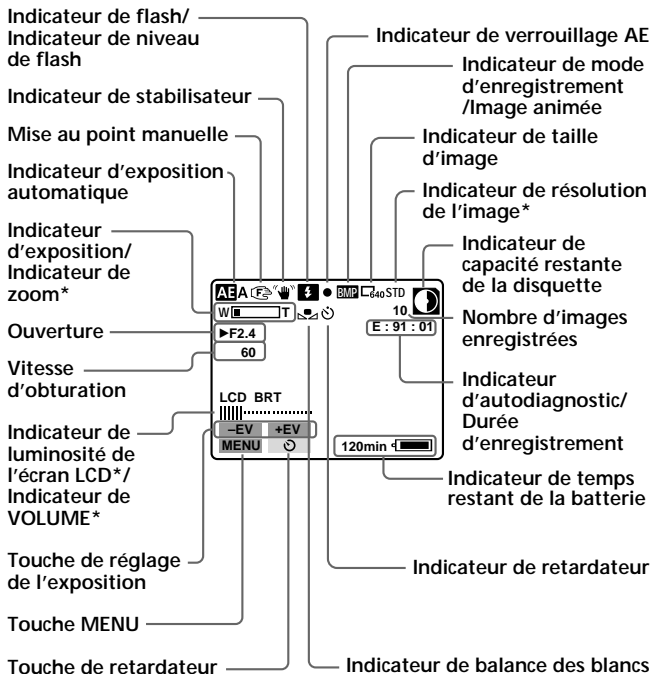 Indicateur de flash/
Indicateur de niveau
de flash
Indicateur de stabilisateur
Mise au point manuelle
Indicateur d'exposition
automatique
Indicateur
d'exposition/
Indicateur de
zoom*
Ouverture
Vitesse
d'obturation
Indicateur de
luminosité de
l'écran LCD*/
Indicateur de
VOLUME*
Touche de réglage
de l'exposition
Touche MENU
Touche de retardateur
AE A F BMP 640 STD
W T 10
►F2.4 E : 91 : 01
60
LCD BRT
–EV +EV
MENU 120min
Indicateur de verrouillage AE
Indicateur de mode
d'enregistrement
/Image animée
Indicateur de taille
d'image
Indicateur de résolution
de l'image*
Indicateur de
capacité restante
de la disquette
Nombre d'images
enregistrées
Indicateur
d'autodiagnostic/
Durée
d'enregistrement
Indicateur de temps
restant de la batterie
Indicateur de retardateur
Indicateur de balance des blancs